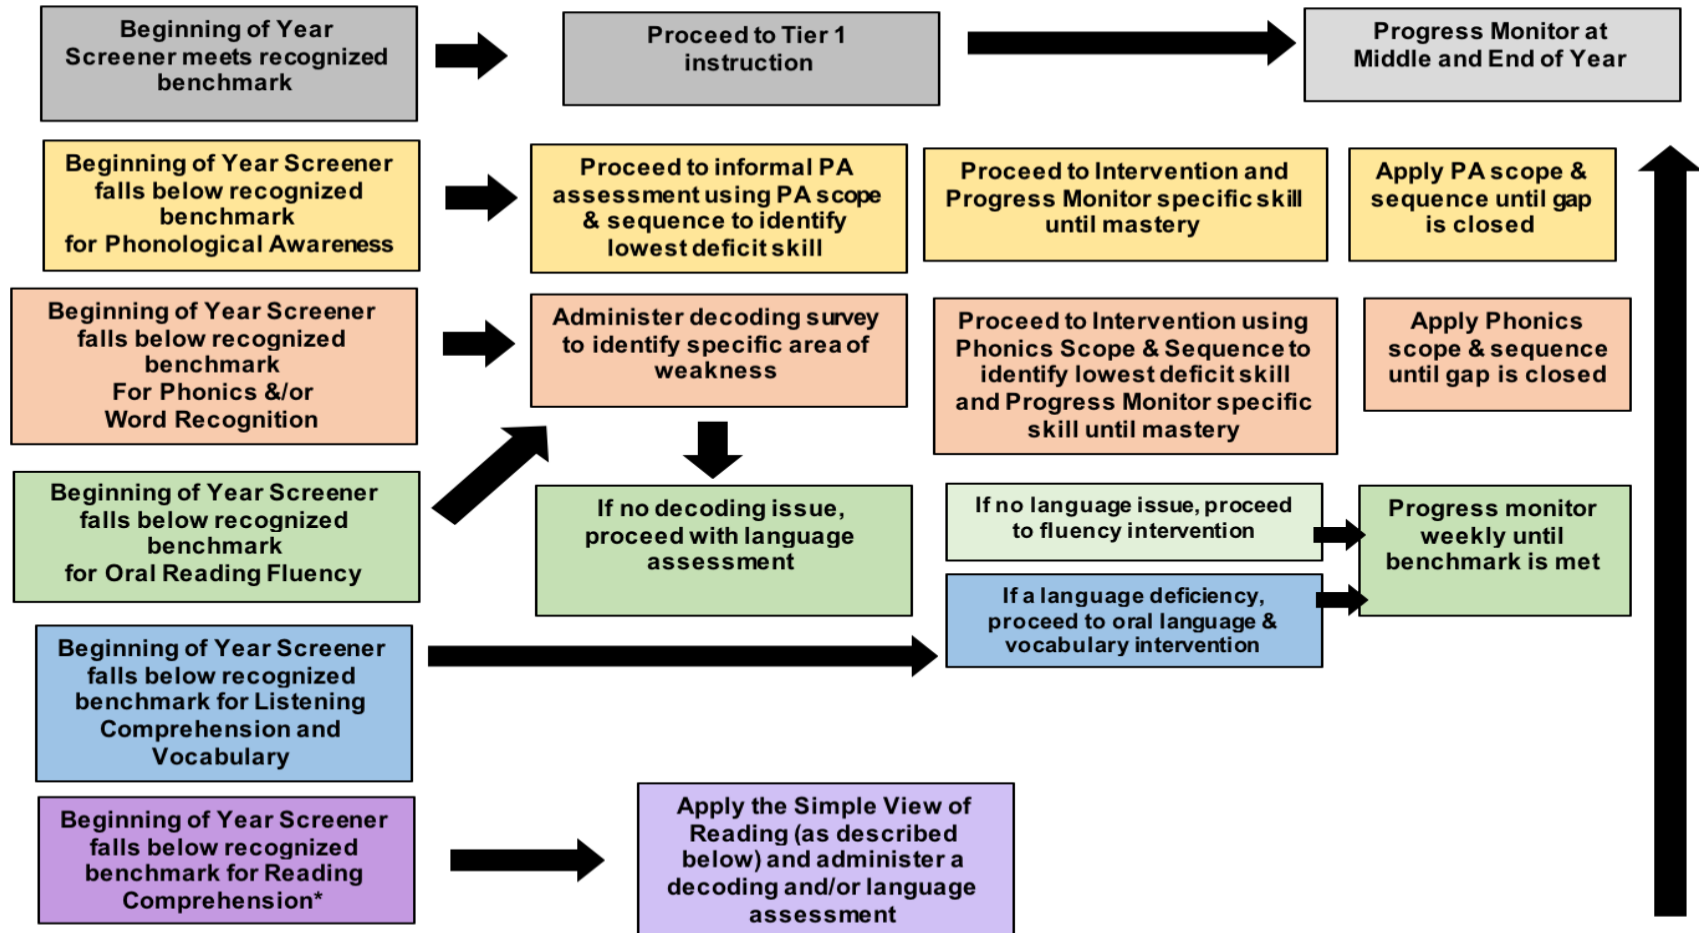 Beginning of Year
Screener meets recognized
benchmark
Proceed to Tier 1
instruction
Progress Monitor at
Middle and End of Year
Beginning of Year Screener
falls below recognized
benchmark
for Phonological Awareness
Proceed to informal PA
assessment using PA scope
& sequence to identify
lowest deficit skill
Proceed to Intervention and
Progress Monitor specific skill
until mastery
Apply PA scope &
sequence until gap
is closed
Beginning of Year Screener
falls below recognized
benchmark
For Phonics &/or
Word Recognition
Administer decoding survey
to identify specific area of
weakness
Proceed to Intervention using
Phonics Scope & Sequence to
identify lowest deficit skill
and Progress Monitor specific
skill until mastery
Apply Phonics
scope & sequence
until gap is closed
Beginning of Year Screener
falls below recognized
benchmark
for Oral Reading Fluency
If no decoding issue,
proceed with language
assessment
If no language issue, proceed
to fluency intervention
Progress monitor
weekly until
benchmark is met
If a language deficiency,
proceed to oral language &
vocabulary intervention
Beginning of Year Screener
falls below recognized
benchmark for Listening
Comprehension and
Vocabulary
Beginning of Year Screener
falls below recognized
benchmark for Reading
Comprehension*
Apply the Simple View of
Reading (as described
below) and administer a
decoding and/or language
assessment